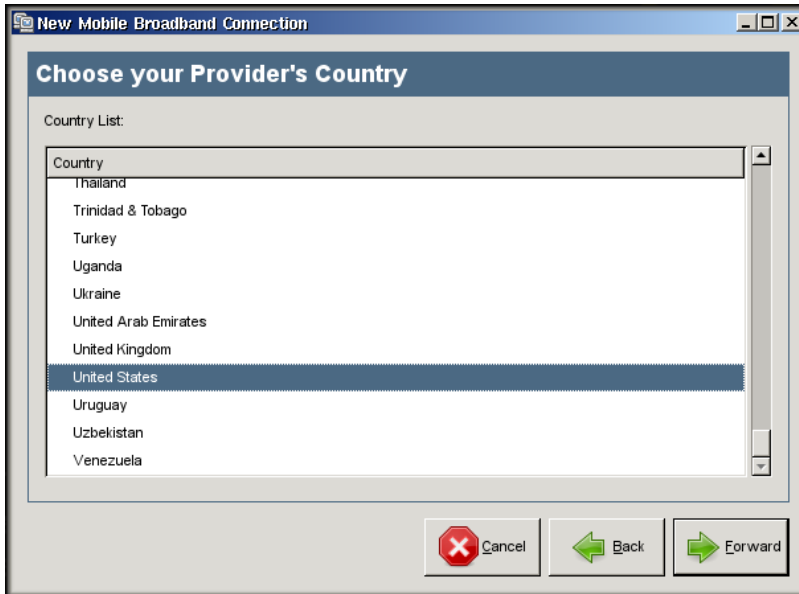 New Mobile Broadband Connection
Choose your Provider's Country
Country List:
Country
Thailand
Trinidad & Tobago
Turkey
Uganda
Ukraine
United Arab Emirates
United Kingdom
United States
Uruguay
Uzbekistan
Venezuela
Cancel Back Forward